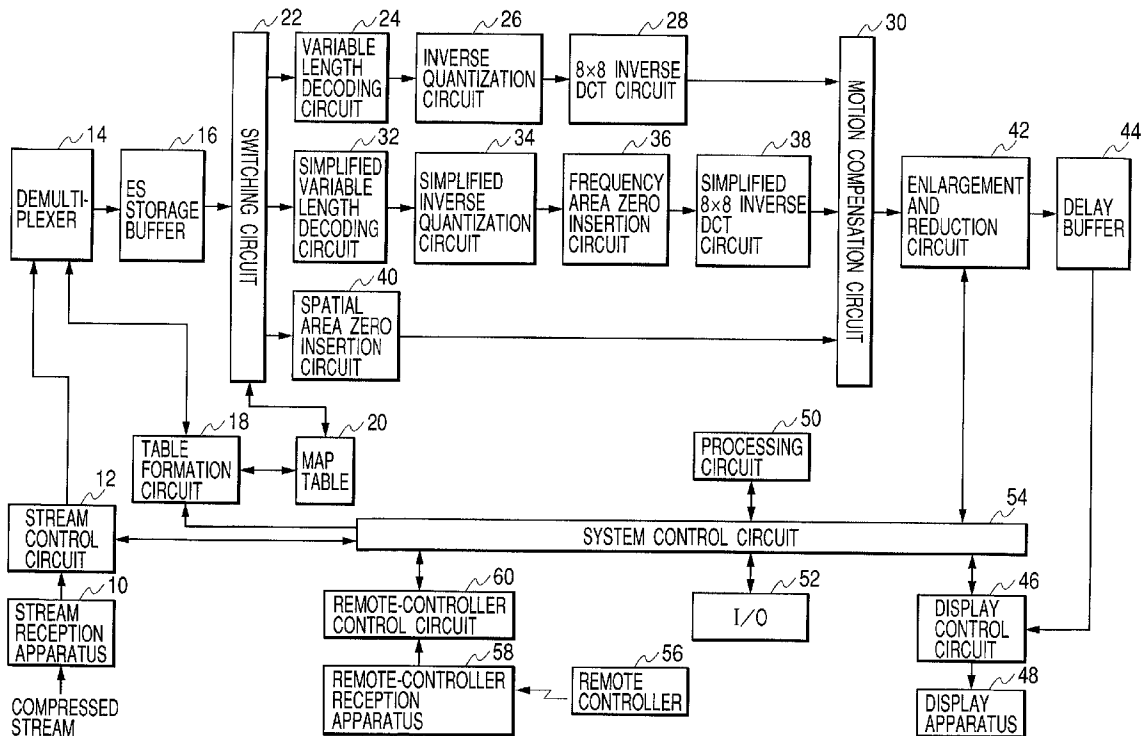 22
24
VARIABLE
LENGTH
DECODING
CIRCUIT
26
INVERSE
QUANTIZATION
CIRCUIT
28
8×8 INVERSE
DCT CIRCUIT
30
MOTION COMPENSATION CIRCUIT
SWITCHING CIRCUIT
14
DEMULTI-
PLEXER
16
ES
STORAGE
BUFFER
32
SIMPLIFIED
VARIABLE
LENGTH
DECODING
CIRCUIT
34
SIMPLIFIED
INVERSE
QUANTIZATION
CIRCUIT
36
FREQUENCY
AREA ZERO
INSERTION
CIRCUIT
38
SIMPLIFIED
8×8 INVERSE
DCT
CIRCUIT
42
ENLARGEMENT
AND
REDUCTION
CIRCUIT
44
DELAY
BUFFER
40
SPATIAL
AREA ZERO
INSERTION
CIRCUIT
18
TABLE
FORMATION
CIRCUIT
20
MAP
TABLE
50
PROCESSING
CIRCUIT
12
STREAM
CONTROL
CIRCUIT
54
SYSTEM CONTROL CIRCUIT
10
STREAM
RECEPTION
APPARATUS
COMPRESSED
STREAM
60
REMOTE-CONTROLLER
CONTROL CIRCUIT
58
REMOTE-CONTROLLER
RECEPTION
APPARATUS
56
REMOTE
CONTROLLER
52
I/O
46
DISPLAY
CONTROL
CIRCUIT
48
DISPLAY
APPARATUS